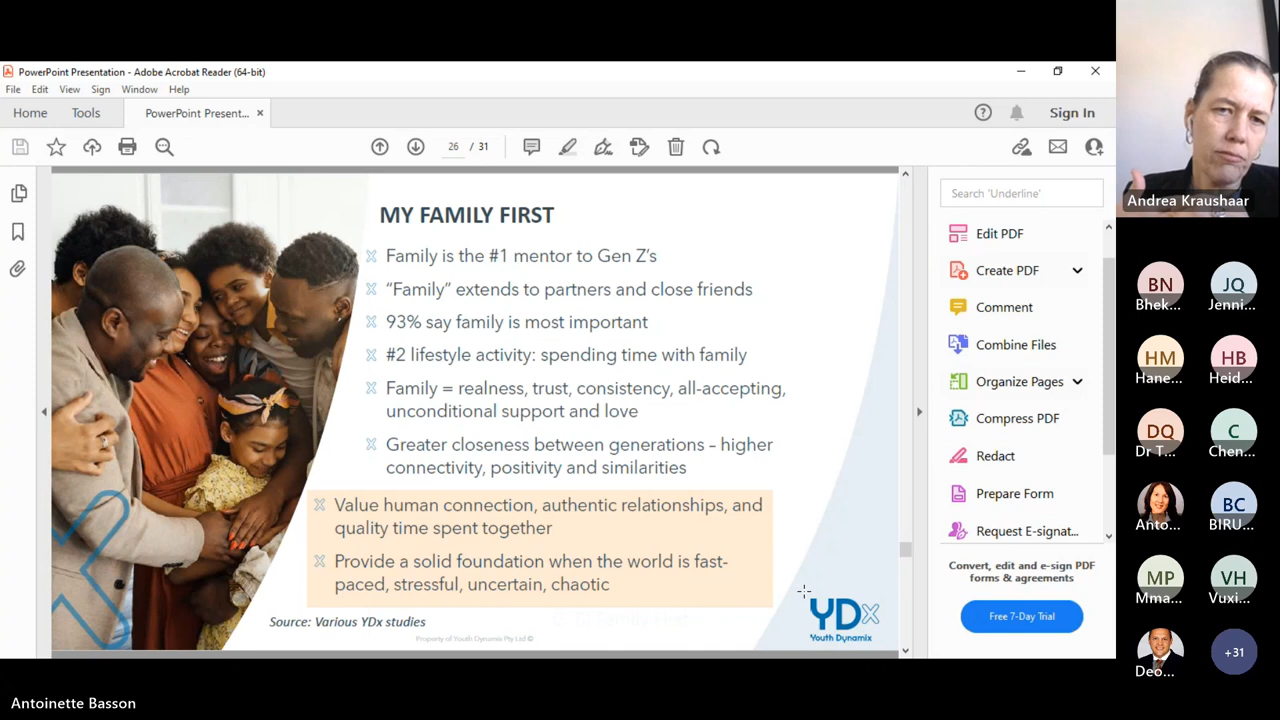 PowerPoint Presentation - Adobe Acrobat Reader (64-bit)
File Edit View Sign Window Help
Home Tools PowerPoint Present... × Sign In
26 / 31
MY FAMILY FIRST
Family is the #1 mentor to Gen Z's
“Family” extends to partners and close friends
93% say family is most important
#2 lifestyle activity: spending time with family
Family = realness, trust, consistency, all-accepting,
unconditional support and love
Greater closeness between generations – higher
connectivity, positivity and similarities
Value human connection, authentic relationships, and
quality time spent together
Provide a solid foundation when the world is fast-
paced, stressful, uncertain, chaotic
Source: Various YDx studies
Property of Youth Dynamix Pty Ltd ©
YDx
Youth Dynamix
Search 'Underline'
Edit PDF
Create PDF
Comment
Combine Files
Organize Pages
Compress PDF
Redact
Prepare Form
Request E-signat...
Convert, edit and e-sign PDF
forms & agreements
Free 7-Day Trial
Andrea Kraushaar
BN JQ
Bhek... Jenni...
HM HB
Hane... Heid...
DQ C
Dr T... Chen...
BC
Anto... BIRU...
MP VH
Mma... Vuxi...
Deo... +31
Antoinette Basson